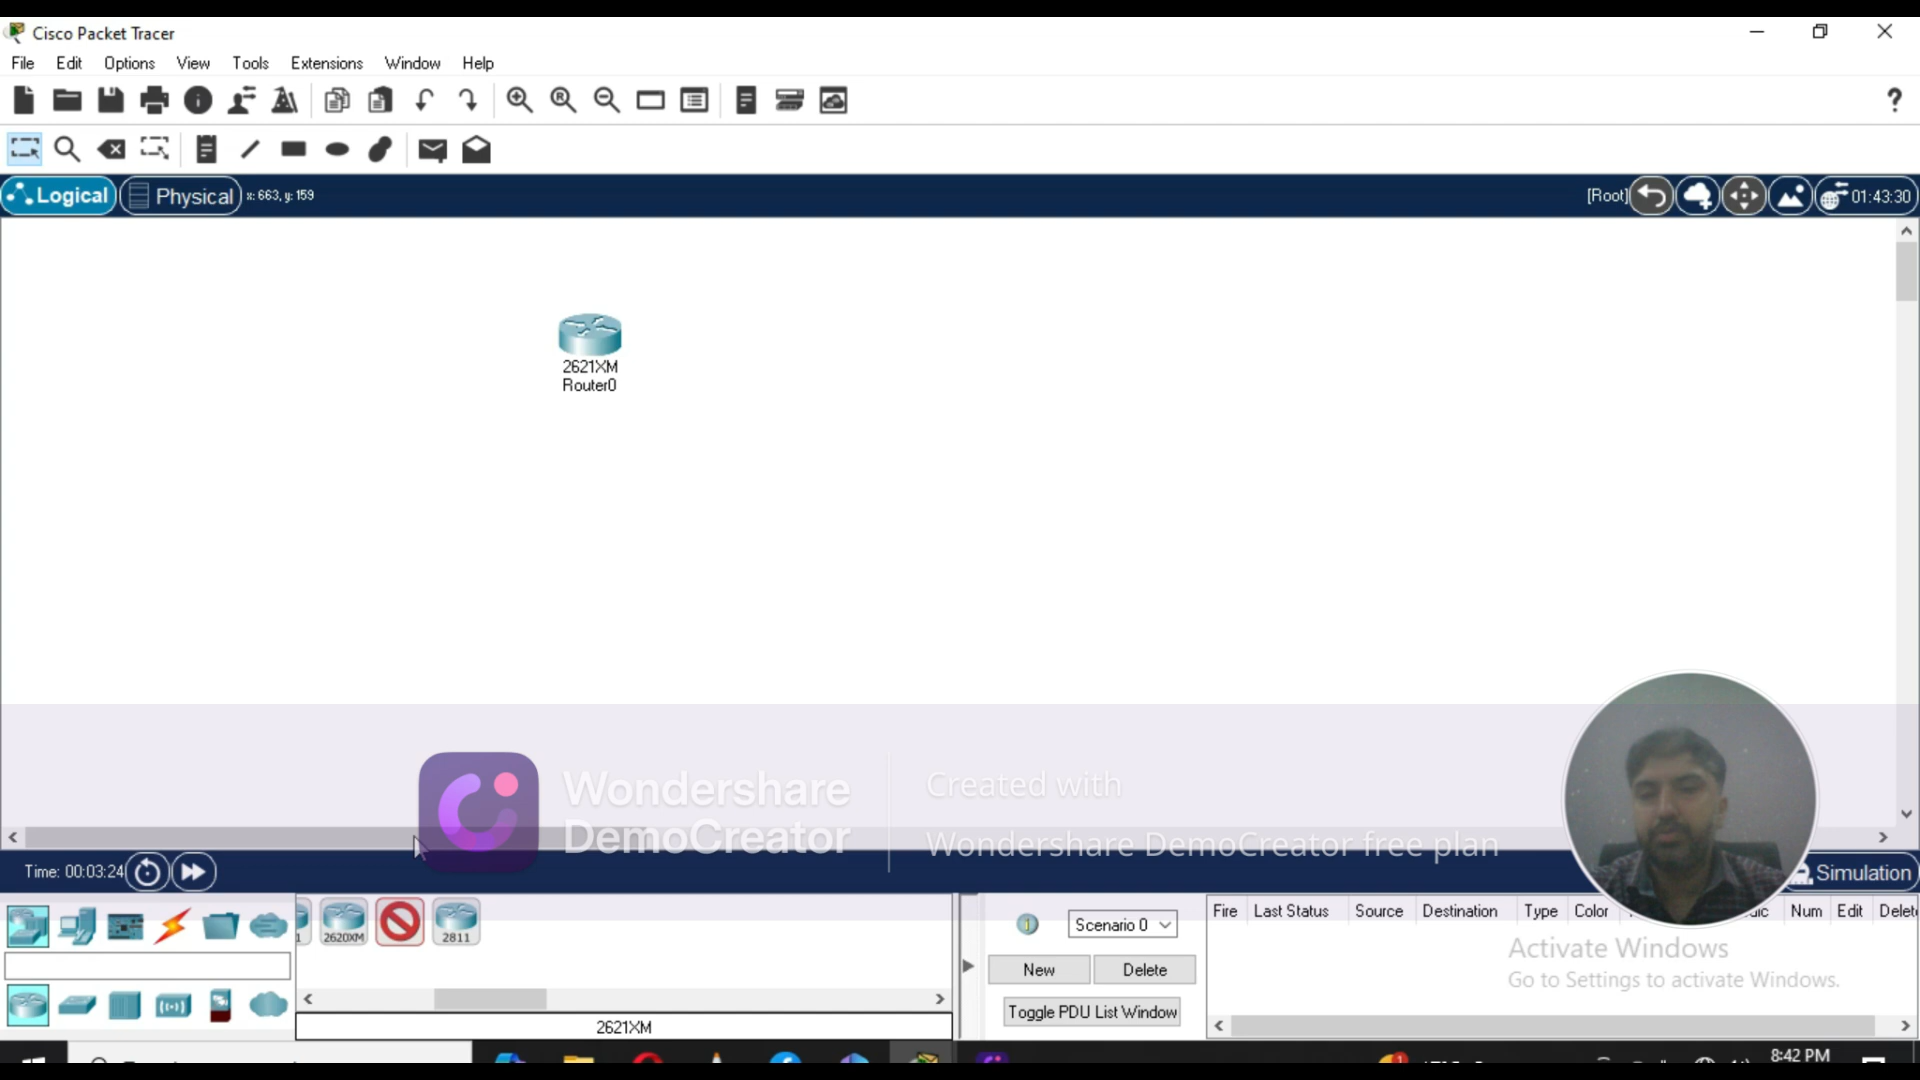 Cisco Packet Tracer
File Edit Options View Tools Extensions Window Help
?
Logical Physical x: 663, y: 159 [Root] 01:43:30
2621XM
Router0
Wondershare
DemoCreator
Created with
Wondershare DemoCreator free plan
Time: 00:03:24
Simulation
1 2620XM 2811
2621XM
Scenario 0
New Delete
Toggle PDU List Window
Fire Last Status Source Destination Type Color Num Edit
Activate Windows
Go to Settings to activate Windows.
8:42 PM